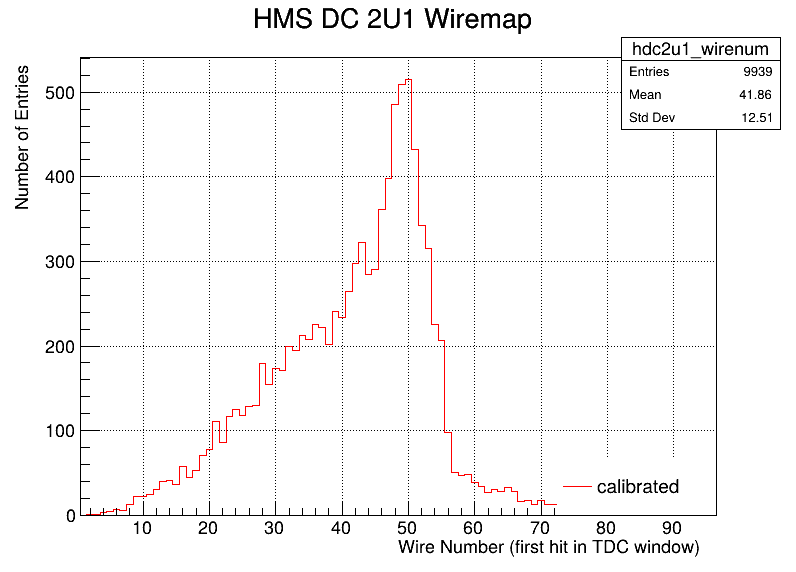 HMS DC 2U1 Wiremap
hdc2u1_wirenum
Entries 9939
Mean 41.86
Std Dev 12.51
Number of Entries
500
400
300
200
100
0
calibrated
10 20 30 40 50 60 70 80 90
Wire Number (first hit in TDC window)